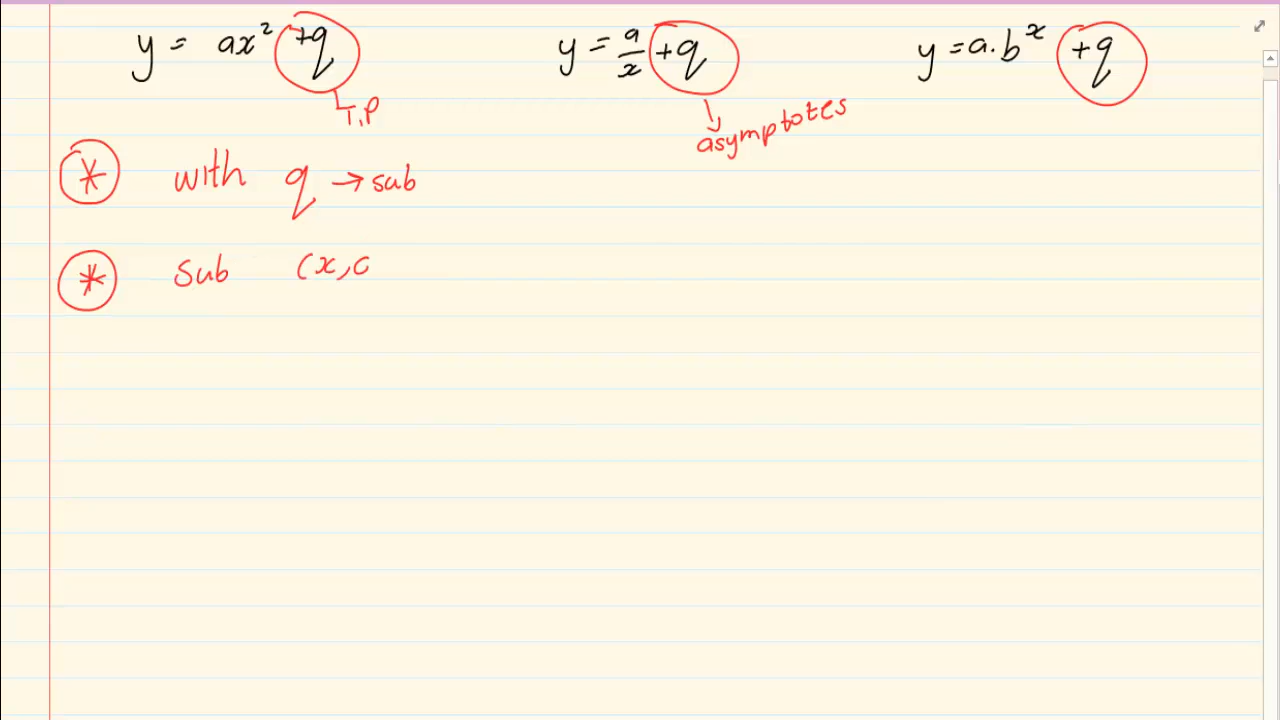 y = ax² + q
y = a/x + q
y = a.b^x + q
T.P
asymptotes
* with q → sub
* sub (x,